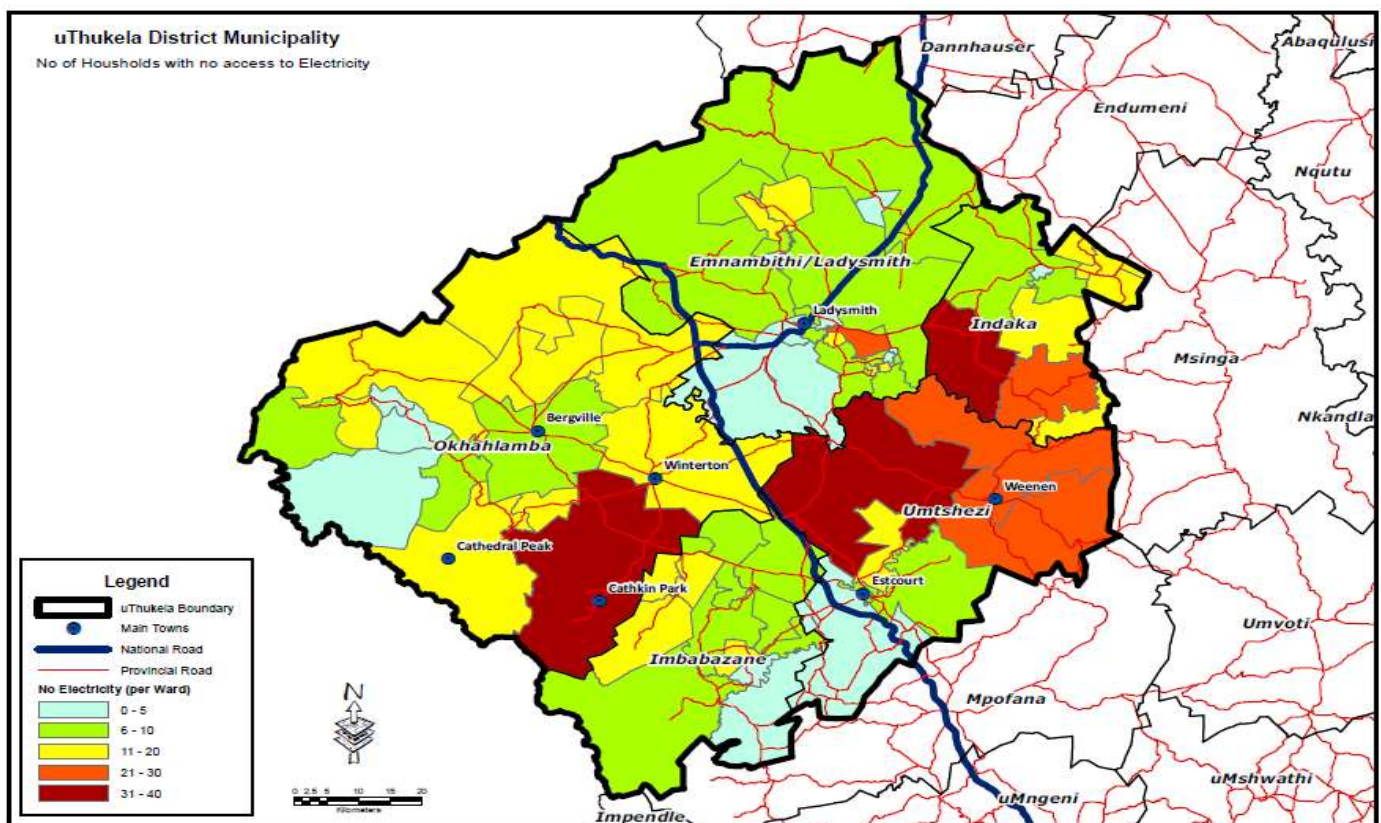 uThukela District Municipality
No of Housholds with no access to Electricity
Dannhauser
Abaqulusi
Endumeni
Nqutu
Emnambithi/Ladysmith
Ladysmith
Indaka
Msinga
Nkandla
Bergville
Okhahlamba
Winterton
Weenen
Umtshezi
Cathedral Peak
Cathkin Park
Estcourt
Imbabazane
Umvoti
Mpofana
uMshwathi
uMngeni
Impendle
Legend
uThukela Boundary
Main Towns
National Road
Provincial Road
No Electricity (per Ward)
0 - 5
6 - 10
11 - 20
21 - 30
31 - 40
N
0 2.5 5 10 15 20
Kilometers